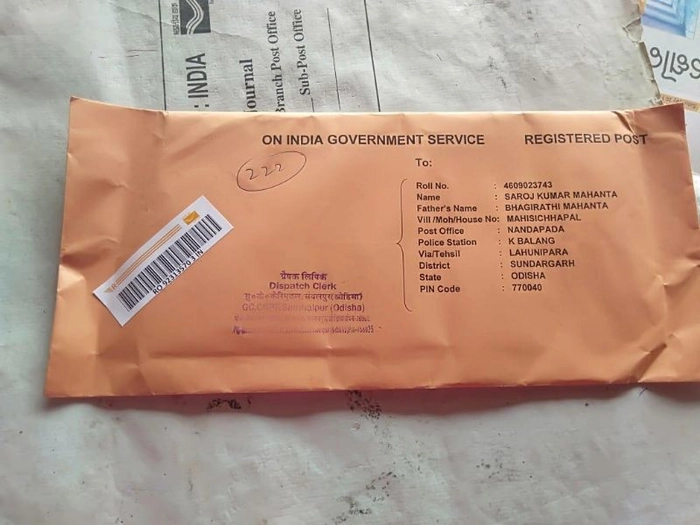 : INDIA
ournal
Branch Post Office
Sub-Post Office
ON INDIA GOVERNMENT SERVICE REGISTERED POST
222
To:
Roll No. : 4609023743
Name : SAROJ KUMAR MAHANTA
Father's Name : BHAGIRATHI MAHANTA
Vill /Moh/House No: MAHISICHHAPAL
Post Office : NANDAPADA
Police Station : K BALANG
Via/Tehsil : LAHUNIPARA
District : SUNDARGARH
State : ODISHA
PIN Code : 770040
प्रेषक लिपिक
Dispatch Clerk
(Odisha)